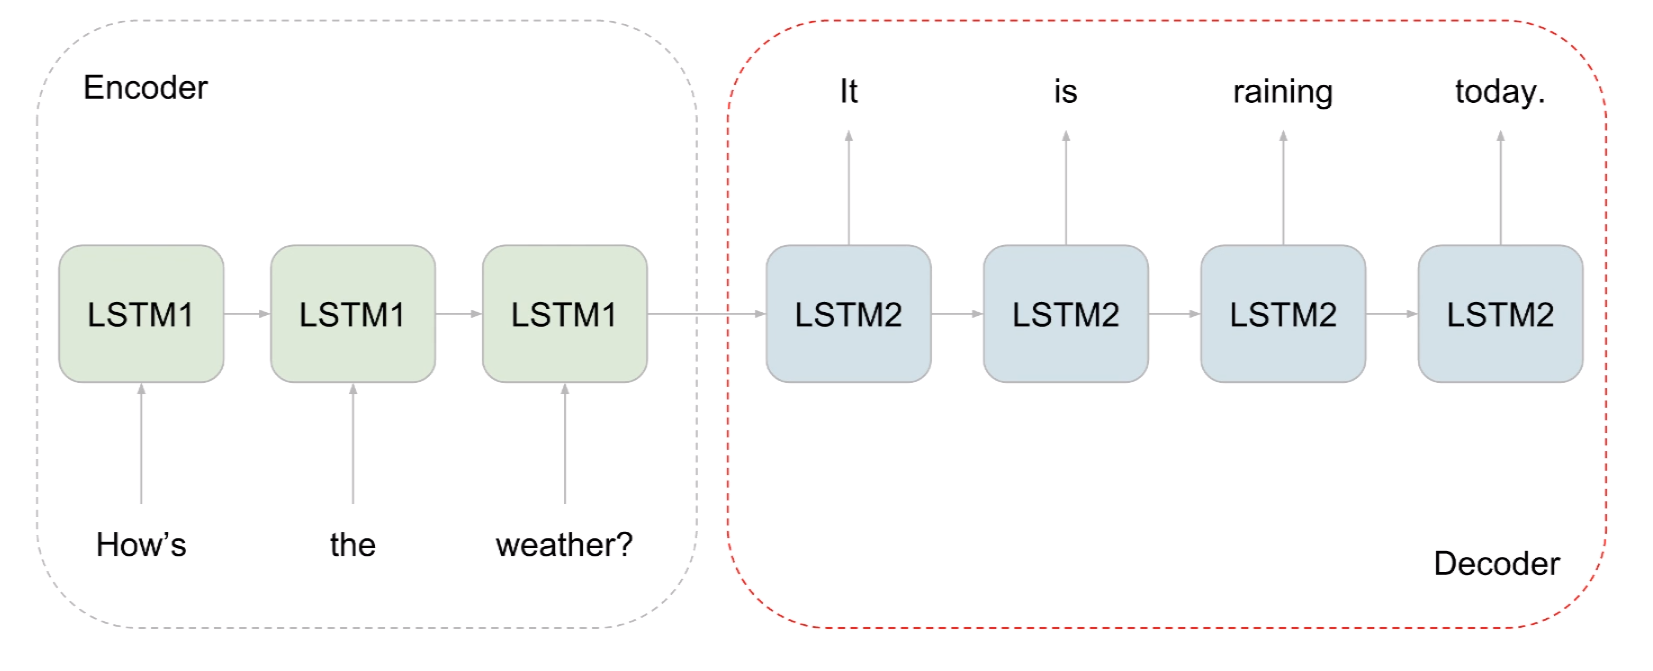 Encoder
It is raining today.
LSTM1 LSTM1 LSTM1 LSTM2 LSTM2 LSTM2 LSTM2
How’s the weather?
Decoder